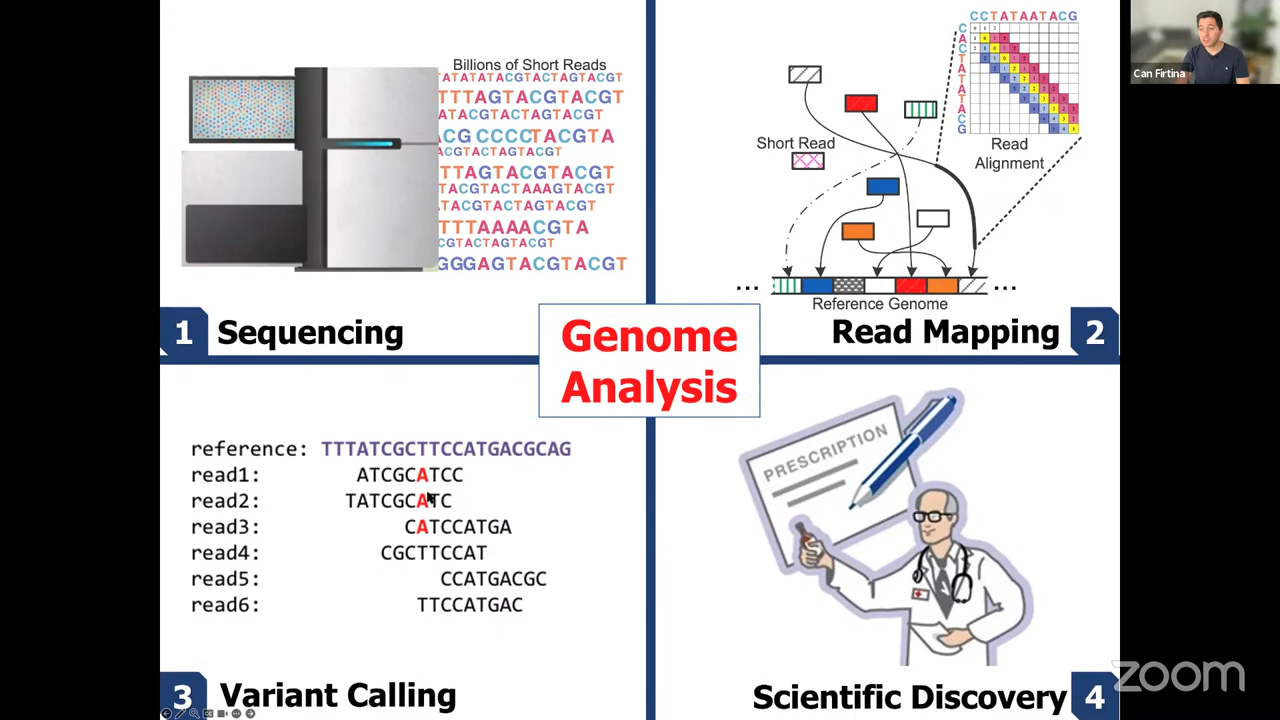 Billions of Short Reads
TATATATACGTACTAGTACGT
TTTAGTACGTACGT
ATACGTACTAGTACGT
ACG CCCCTACGTA
ACGTACTAGTACGT
TTAGTACGTACGT
TACGTACTAAAGTACGT
TACGTACTAGTACGT
TTTAAAACGTA
CGTACTAGTACGT
GGGAGTACGTACGT
1 Sequencing
CCTATAATACG
C
A
C
T
A
T
A
T
A
C
G
Short Read
Read
Alignment
...
...
Reference Genome
Read Mapping 2
Genome
Analysis
reference: TTTATCGCTTCCATGACGCAG
read1: ATCGCATCC
read2: TATCGCATC
read3: CATCCATGA
read4: CGCTTCCAT
read5: CCATGACGC
read6: TTCCATGAC
3 Variant Calling
PRESCRIPTION
Scientific Discovery 4
Can Firtina
zoom